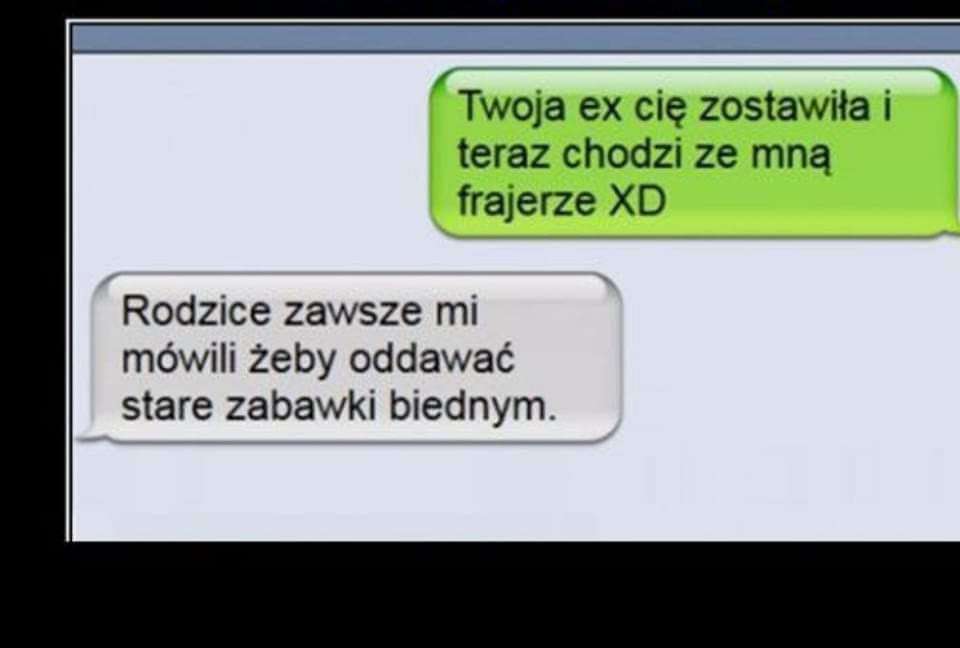 Twoja ex cię zostawiła i
teraz chodzi ze mną
frajerze XD
Rodzice zawsze mi
mówili żeby oddawać
stare zabawki biednym.